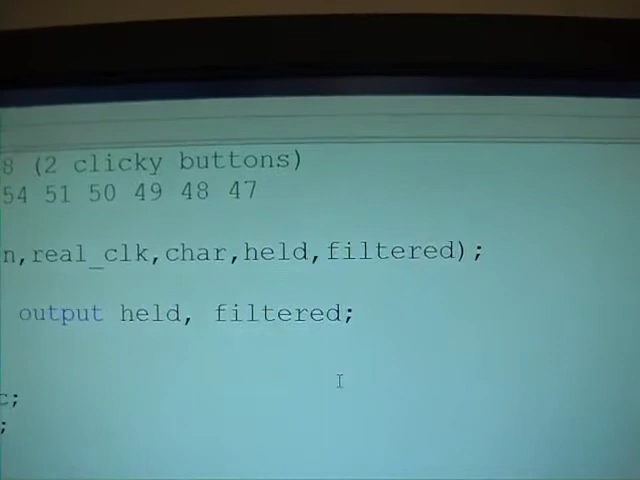 8 (2 clicky buttons)
54 51 50 49 48 47
n,real_clk,char,held,filtered);
output held, filtered;
c;
;